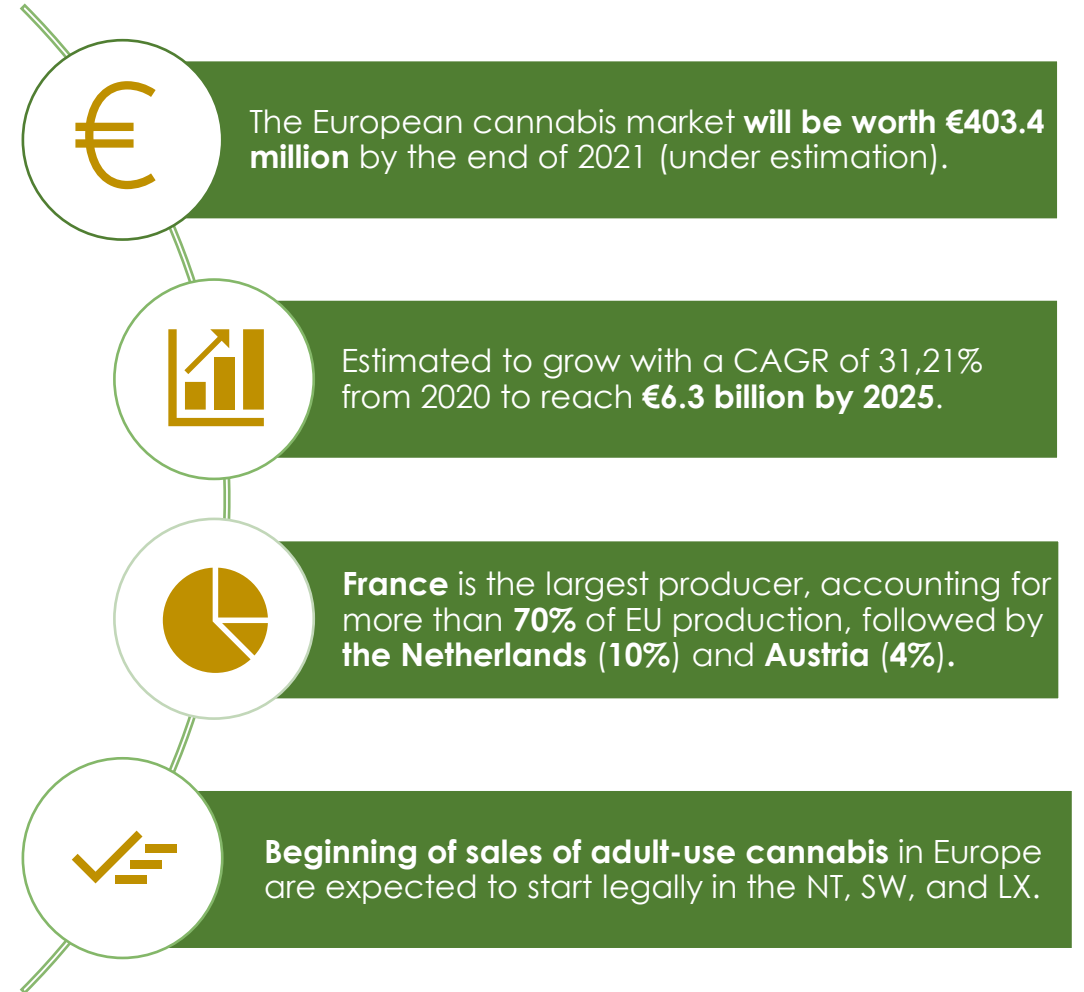 The European cannabis market will be worth €403.4
million by the end of 2021 (under estimation).
Estimated to grow with a CAGR of 31,21%
from 2020 to reach €6.3 billion by 2025.
France is the largest producer, accounting for
more than 70% of EU production, followed by
the Netherlands (10%) and Austria (4%).
Beginning of sales of adult-use cannabis in Europe
are expected to start legally in the NT, SW, and LX.